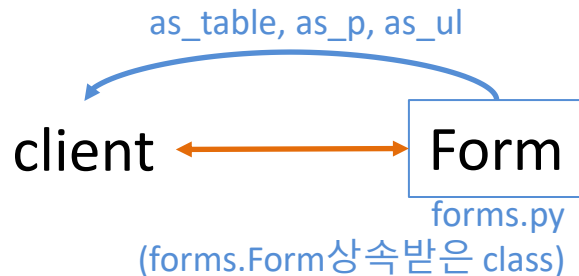 as_table, as_p, as_ul
client
Form
forms.py
(forms.Form상속받은 class)